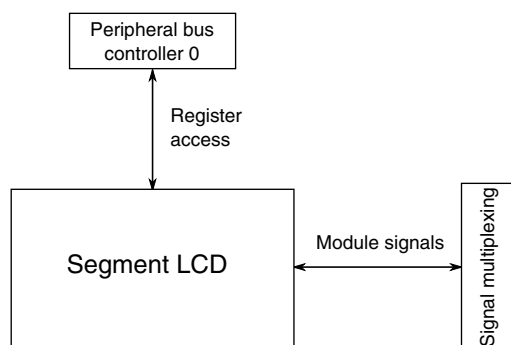 Peripheral bus
controller 0
Register
access
Segment LCD
Module signals
Signal multiplexing